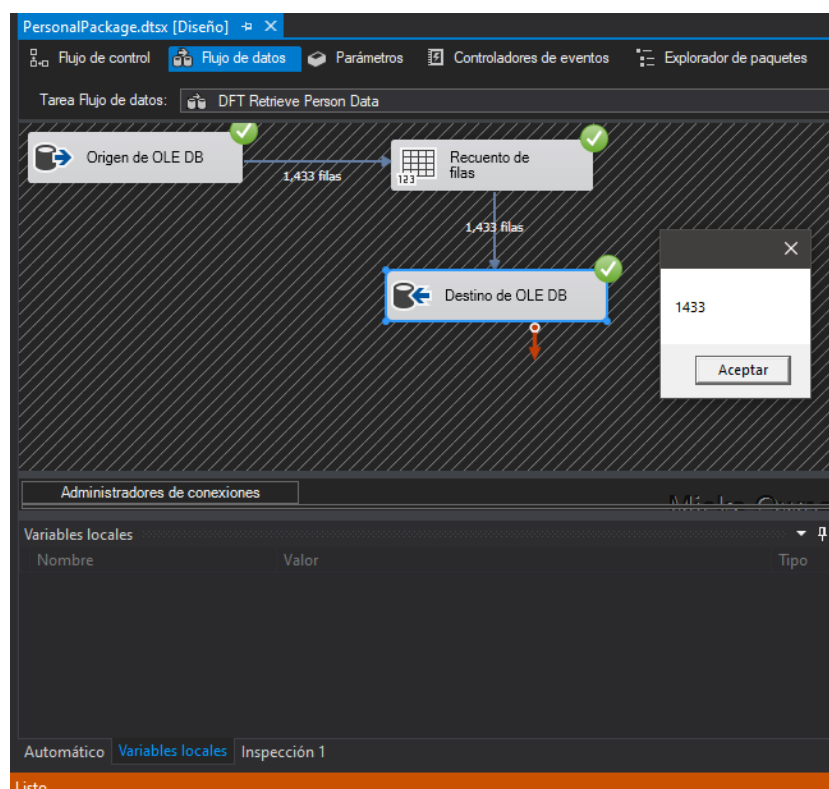 PersonalPackage.dtsx [Diseño]
Flujo de control Flujo de datos Parámetros Controladores de eventos Explorador de paquetes
Tarea Flujo de datos: DFT Retrieve Person Data
Origen de OLE DB
1,433 filas
123
Recuento de
filas
1,433 filas
Destino de OLE DB
1433
Aceptar
Administradores de conexiones
Variables locales
Nombre Valor Tipo
Automático Variables locales Inspección 1
Listo